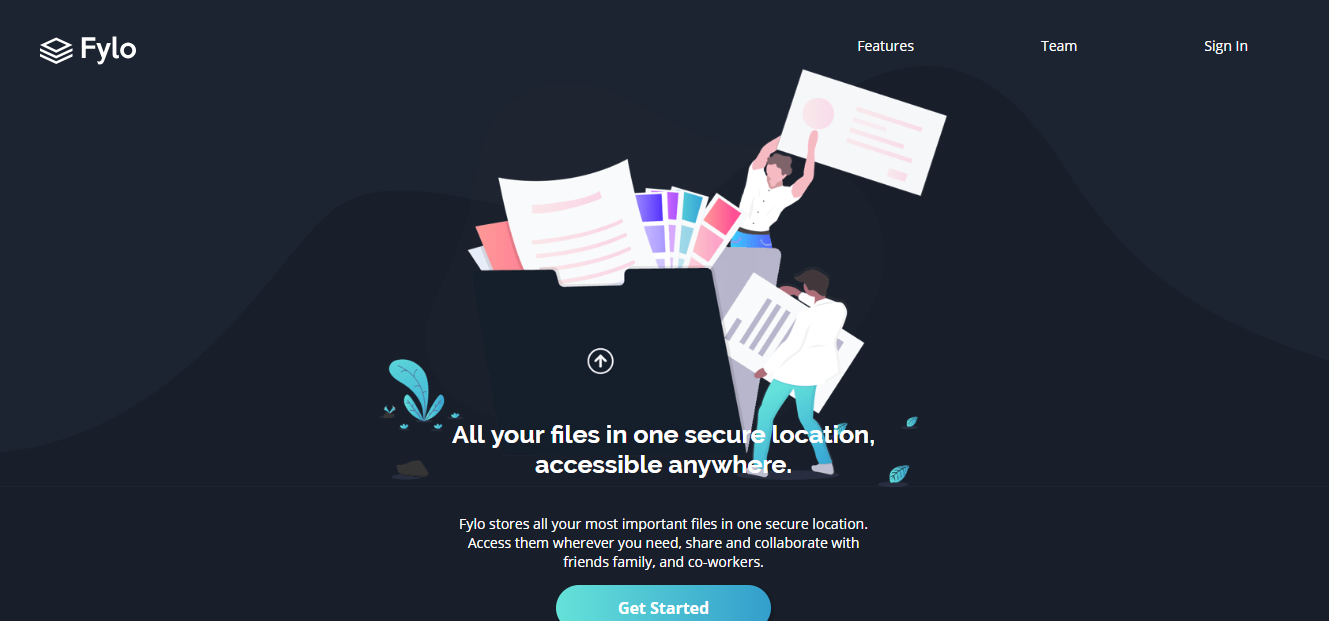 Fylo
Features
Team
Sign In
All your files in one secure location,
accessible anywhere.
Fylo stores all your most important files in one secure location.
Access them wherever you need, share and collaborate with
friends family, and co-workers.
Get Started